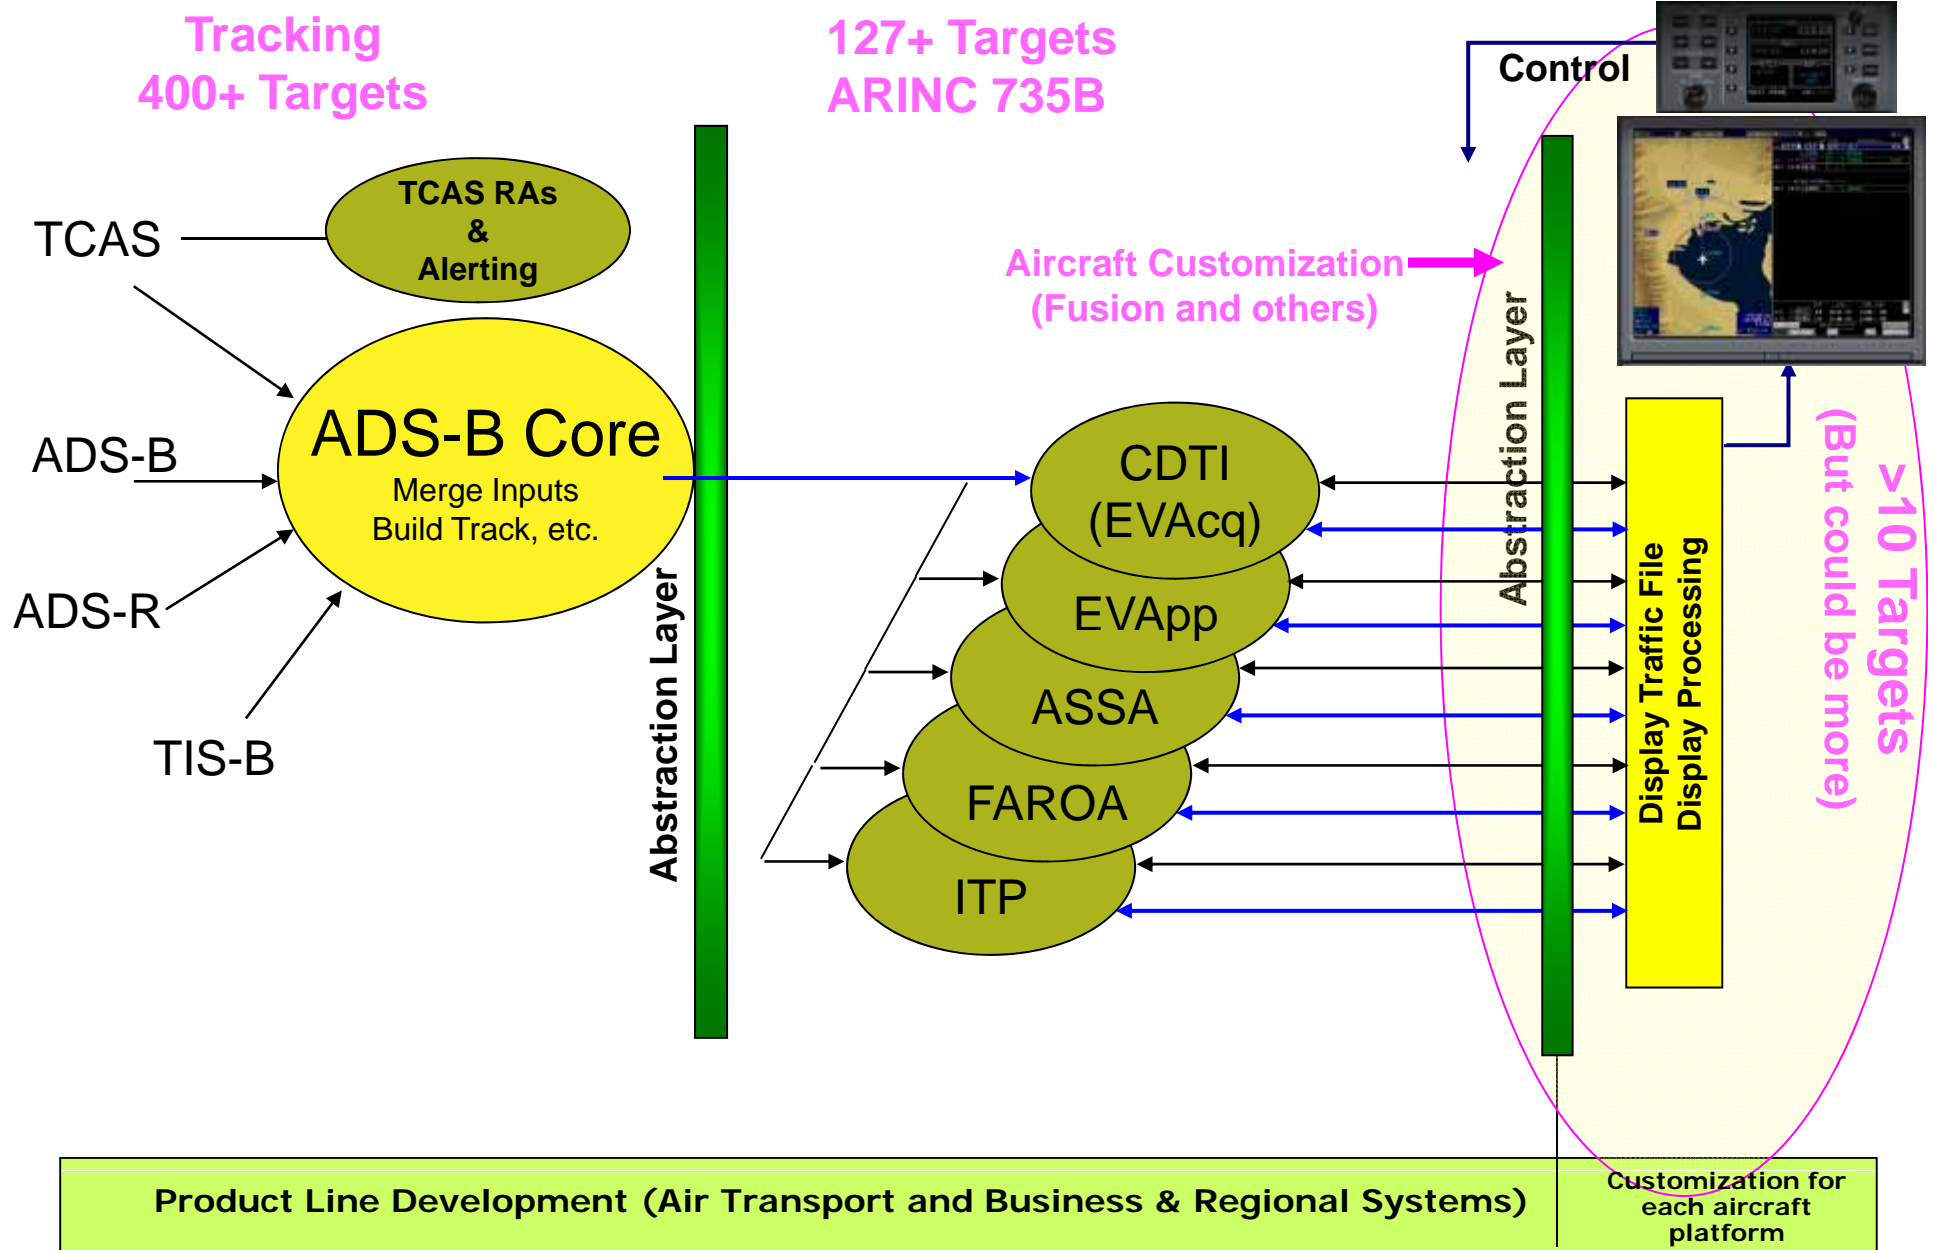 Tracking
400+ Targets
127+ Targets
ARINC 735B
Control
TCAS RAs
&
Alerting
TCAS
Aircraft Customization
(Fusion and others)
ADS-B Core
Merge Inputs
Build Track, etc.
ADS-B
ADS-R
TIS-B
Abstraction Layer
CDTI
(EVAcq)
EVApp
ASSA
FAROA
ITP
Abstraction Layer
Display Traffic File
Display Processing
>10 Targets
(But could be more)
Product Line Development (Air Transport and Business & Regional Systems)
Customization for
each aircraft
platform